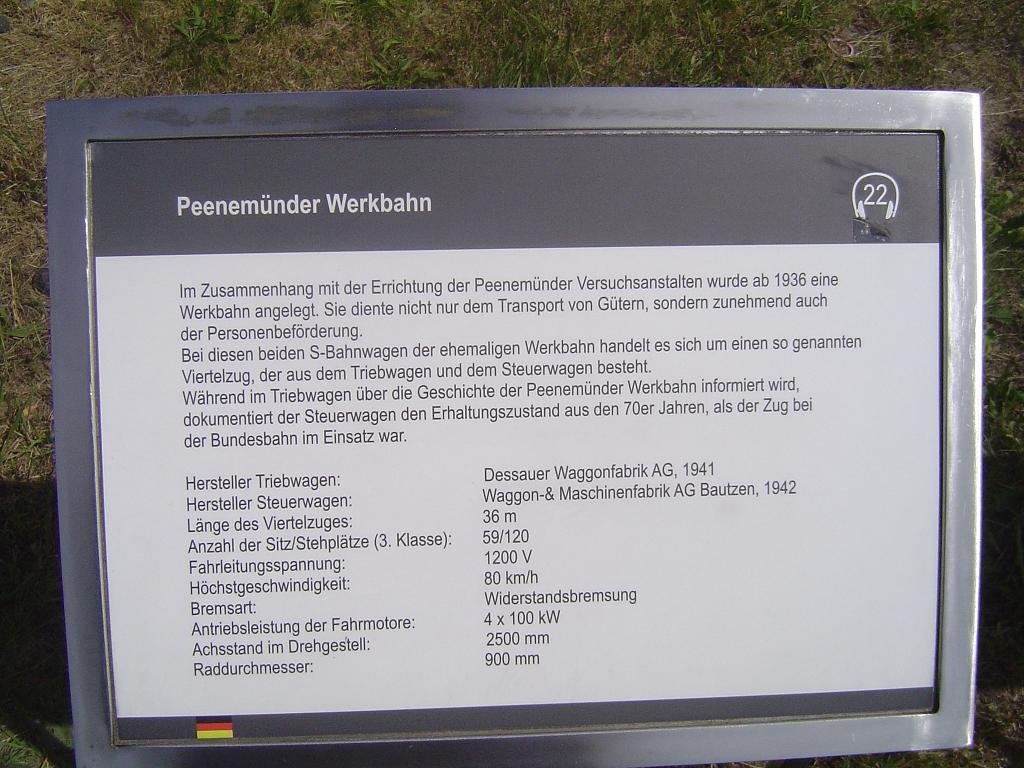 Peenemünder Werkbahn
22
Im Zusammenhang mit der Errichtung der Peenemünder Versuchsanstalten wurde ab 1936 eine
Werkbahn angelegt. Sie diente nicht nur dem Transport von Gütern, sondern zunehmend auch
der Personenbeförderung.
Bei diesen beiden S-Bahnwagen der ehemaligen Werkbahn handelt es sich um einen so genannten
Viertelzug, der aus dem Triebwagen und dem Steuerwagen besteht.
Während im Triebwagen über die Geschichte der Peenemünder Werkbahn informiert wird,
dokumentiert der Steuerwagen den Erhaltungszustand aus den 70er Jahren, als der Zug bei
der Bundesbahn im Einsatz war.
Hersteller Triebwagen: Dessauer Waggonfabrik AG, 1941
Hersteller Steuerwagen: Waggon-& Maschinenfabrik AG Bautzen, 1942
Länge des Viertelzuges: 36 m
Anzahl der Sitz/Stehplätze (3. Klasse): 59/120
Fahrleitungsspannung: 1200 V
Höchstgeschwindigkeit: 80 km/h
Bremsart: Widerstandsbremsung
Antriebsleistung der Fahrmotore: 4 x 100 kW
Achsstand im Drehgestell: 2500 mm
Raddurchmesser: 900 mm